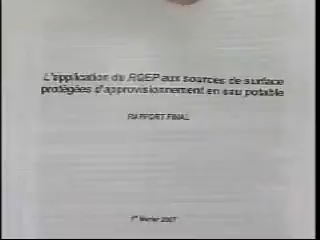 L'application du RQEP aux sources de surface
protégées d'approvisionnement en eau potable
RAPPORT FINAL
1er février 2007